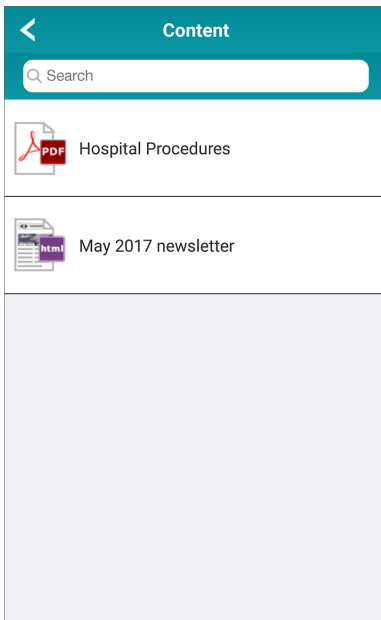 Content
Search
PDF
Hospital Procedures
html
May 2017 newsletter